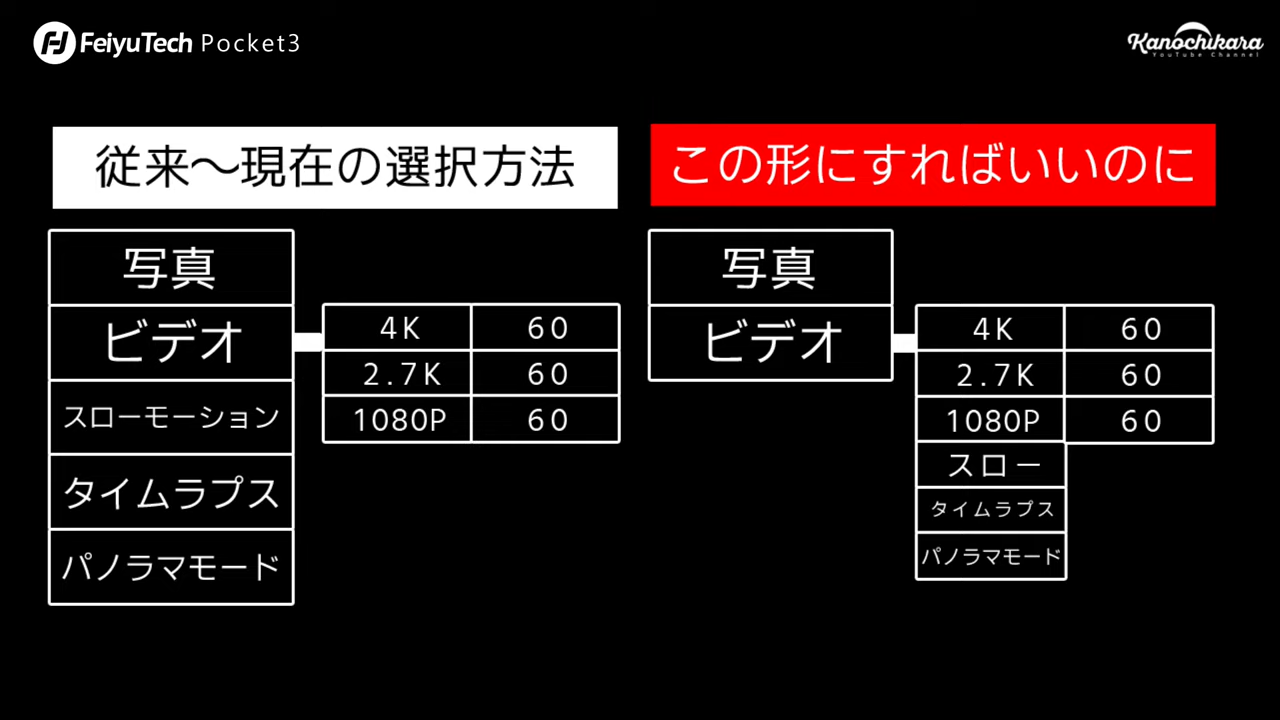 FeiyuTech Pocket3
Kanochikara
YouTube Channel
従来～現在の選択方法
写真
ビデオ
4K 60
2.7K 60
1080P 60
スローモーション
タイムラプス
パノラマモード
この形にすればいいのに
写真
ビデオ
4K 60
2.7K 60
1080P 60
スロー
タイムラプス
パノラマモード